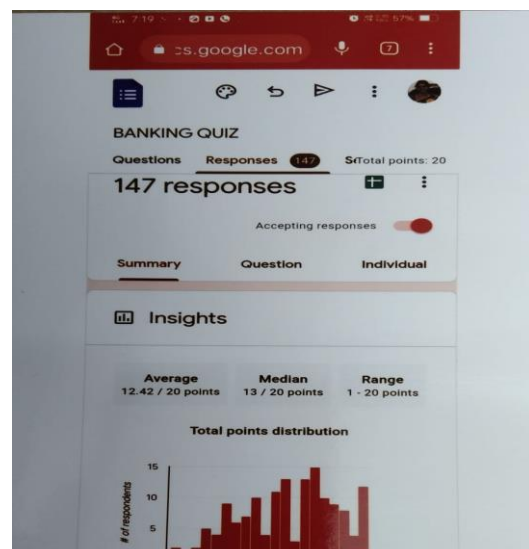 7:19
57%
cs.google.com
7
BANKING QUIZ
Questions Responses 147 Total points: 20
147 responses
Accepting responses
Summary Question Individual
Insights
Average Median Range
12.42 / 20 points 13 / 20 points 1 - 20 points
Total points distribution
# of respondents
15
10
5